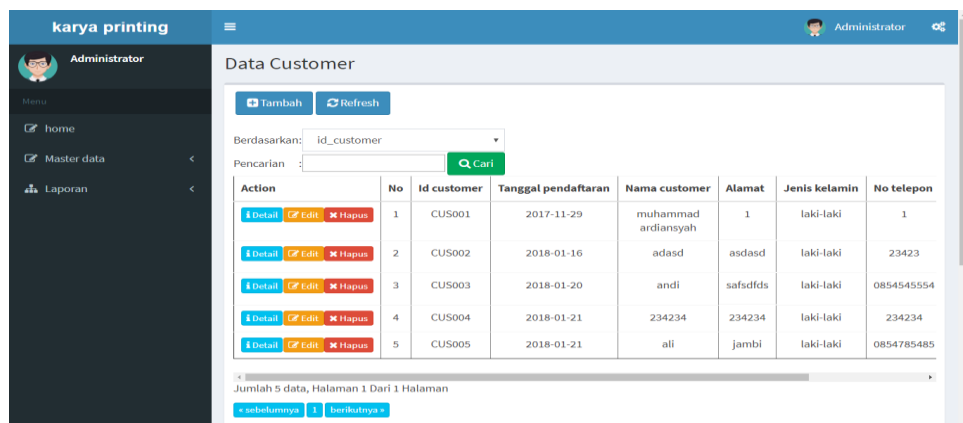 karya printing
Administrator
Administrator
Menu
home
Master data
Laporan
Data Customer
Tambah Refresh
Berdasarkan: id_customer
Pencarian : Cari
Action No Id customer Tanggal pendaftaran Nama customer Alamat Jenis kelamin No telepon
Detail Edit Hapus 1 CUS001 2017-11-29 muhammad ardiansyah 1 laki-laki 1
Detail Edit Hapus 2 CUS002 2018-01-16 adasd asdasd laki-laki 23423
Detail Edit Hapus 3 CUS003 2018-01-20 andi safsdfds laki-laki 0854545554
Detail Edit Hapus 4 CUS004 2018-01-21 234234 234234 laki-laki 234234
Detail Edit Hapus 5 CUS005 2018-01-21 ali jambi laki-laki 0854785485
Jumlah 5 data, Halaman 1 Dari 1 Halaman
« sebelumnya 1 berikutnya »